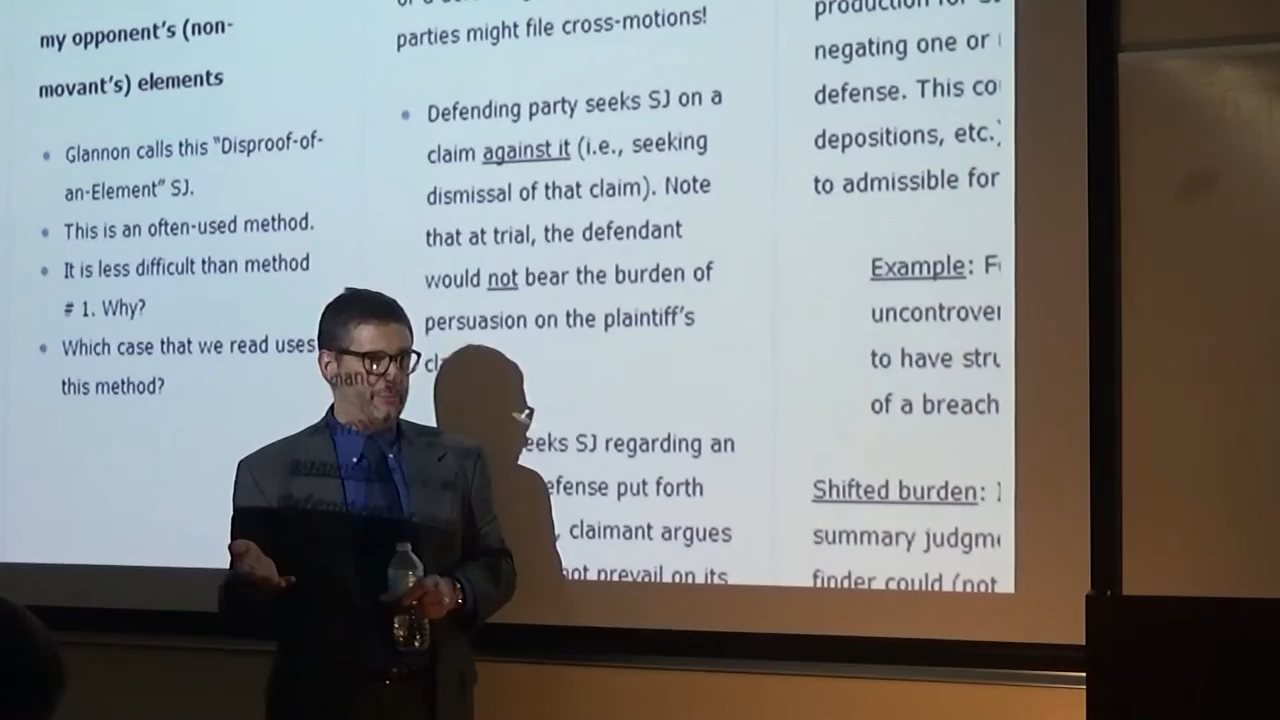 my opponent's (non-
movant's) elements
Glannon calls this "Disproof-of-
an-Element" SJ.
This is an often-used method.
It is less difficult than method
# 1. Why?
Which case that we read uses
this method?
parties might file cross-motions!
Defending party seeks SJ on a
claim against it (i.e., seeking
dismissal of that claim). Note
that at trial, the defendant
would not bear the burden of
persuasion on the plaintiff's
eeks SJ regarding an
efense put forth
, claimant argues
not prevail on its
production for
negating one or
defense. This co
depositions, etc.
to admissible for
Example: F
uncontrover
to have stru
of a breach
Shifted burden:
summary judgme
finder could (not